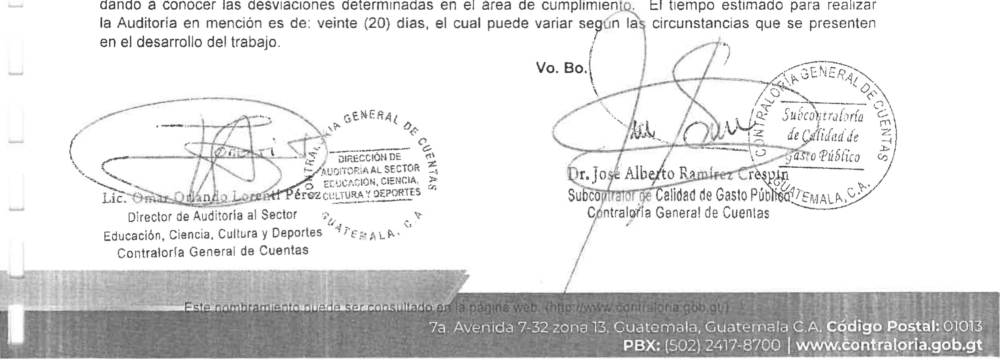 dando a conocer las desviaciones determinadas en el área de cumplimiento. El tiempo estimado para realizar
la Auditoría en mención es de: veinte (20) días, el cual puede variar según las circunstancias que se presenten
en el desarrollo del trabajo.
Vo. Bo.
CONTRALORÍA GENERAL DE CUENTAS
Subcontraloría
de Calidad de
Gasto Público
GUATEMALA, C.A.
Dr. José Alberto Ramírez Crespín
Subcontralor de Calidad de Gasto Público
Contraloría General de Cuentas
CONTRALORIA GENERAL DE CUENTAS
DIRECCIÓN DE
AUDITORÍA AL SECTOR
EDUCACIÓN, CIENCIA,
CULTURA Y DEPORTES
GUATEMALA, C. A
Lic. Omar Orlando Lorenti Pérez
Director de Auditoría al Sector
Educación, Ciencia, Cultura y Deportes
Contraloría General de Cuentas
Este nombramiento puede ser consultado en la página web. (http://www.contraloria.gob.gt/)
7a. Avenida 7-32 zona 13, Guatemala, Guatemala C.A. Código Postal: 01013
PBX: (502) 2417-8700 | www.contraloria.gob.gt